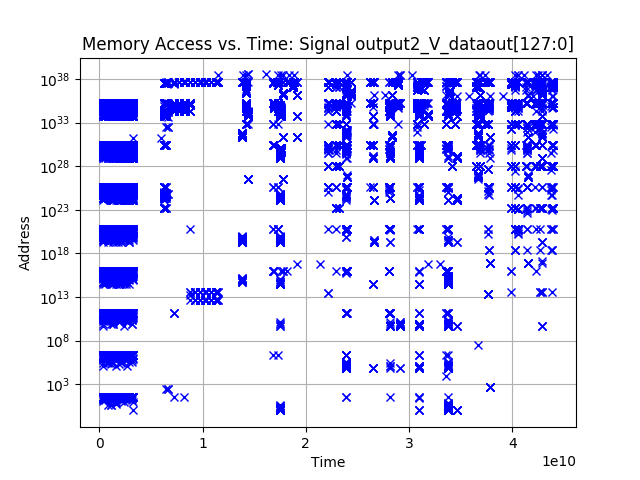 Memory Access vs. Time: Signal output2_V_dataout[127:0]
10^38
10^33
10^28
10^23
10^18
10^13
10^8
10^3
Address
0 1 2 3 4
1e10
Time